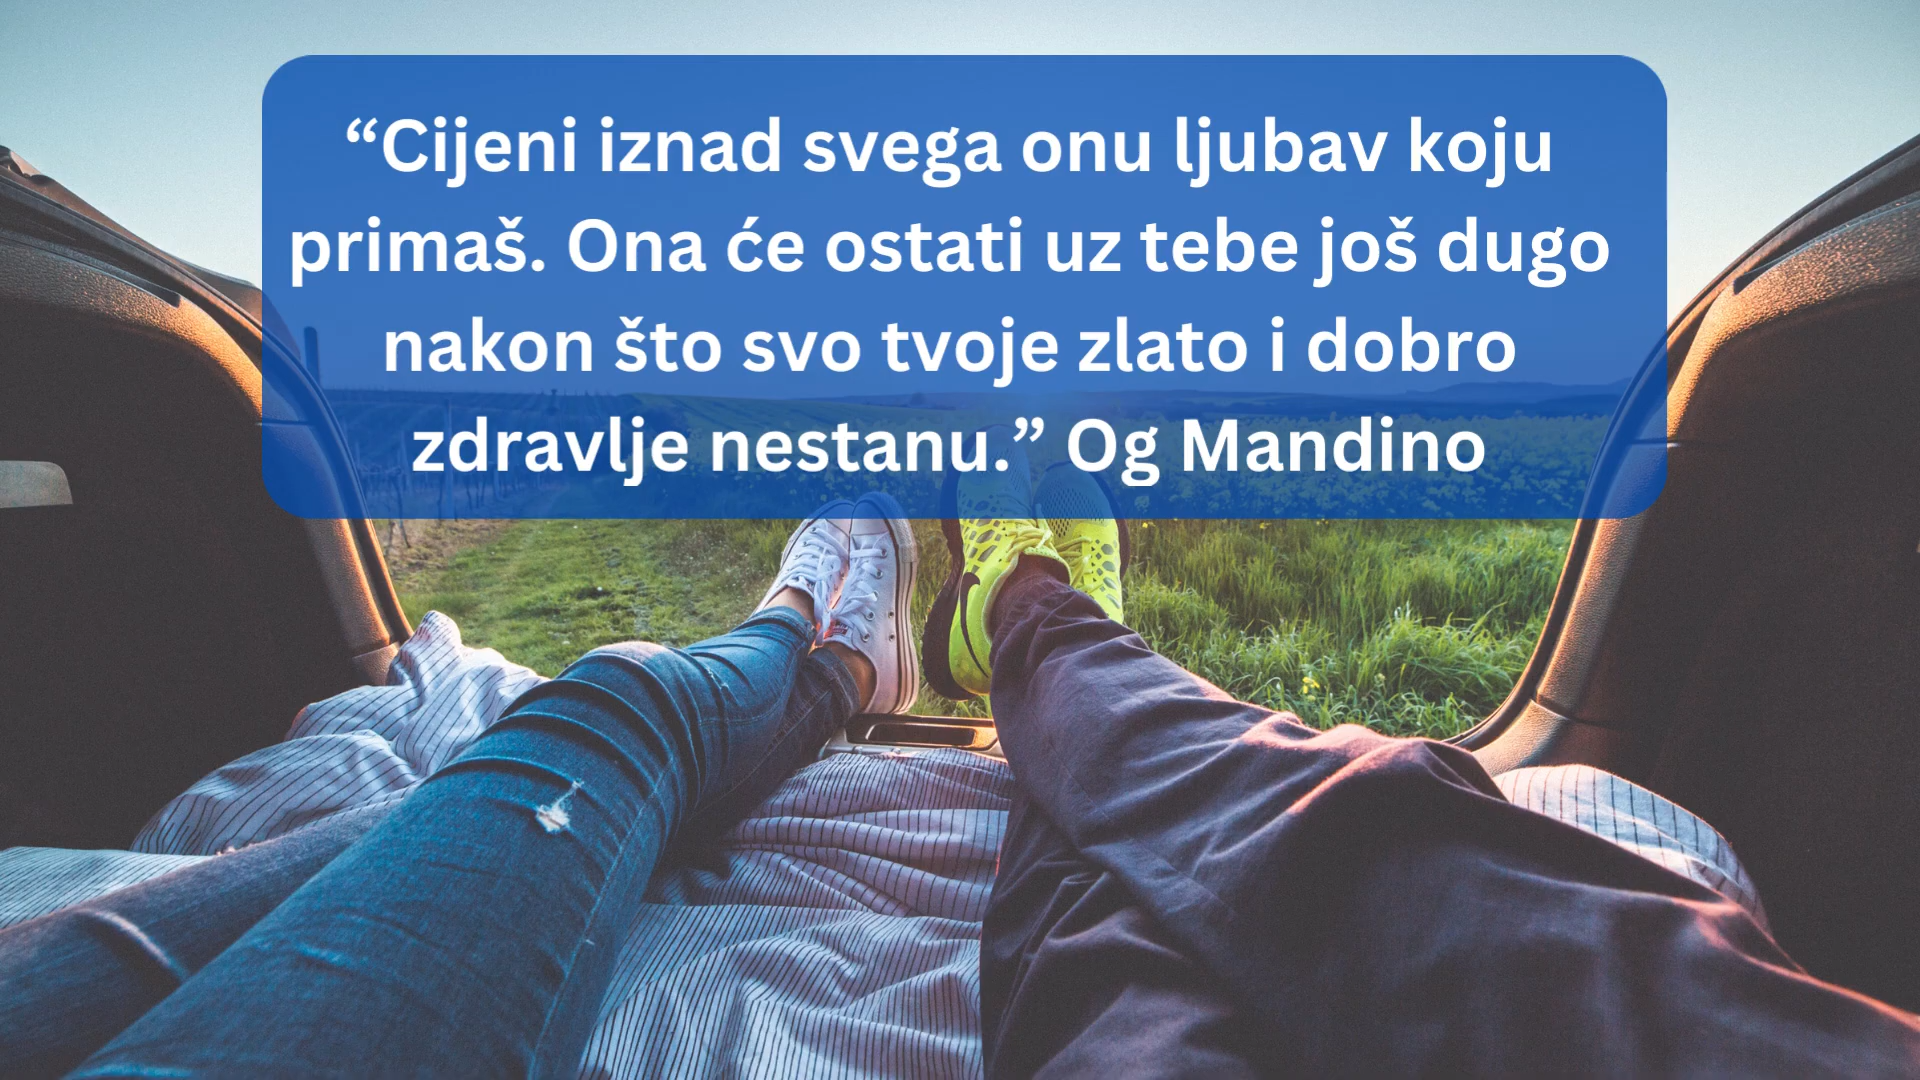 “Cijeni iznad svega onu ljubav koju
primaš. Ona će ostati uz tebe još dugo
nakon što svo tvoje zlato i dobro
zdravlje nestanu.” Og Mandino